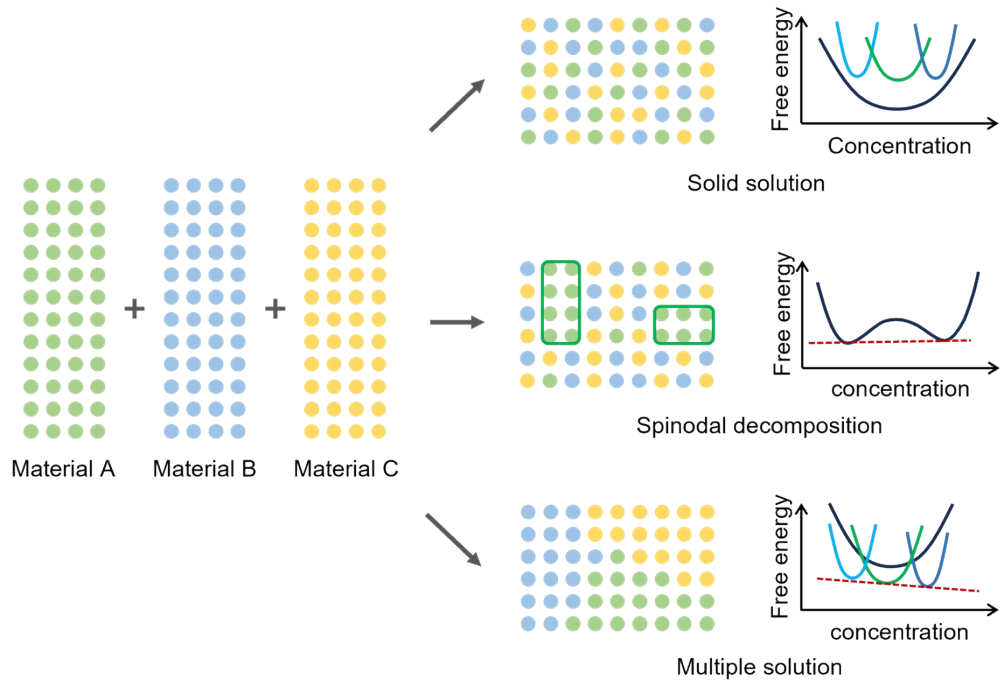 Free energy
Concentration
Solid solution
+
+
Material A
Material B
Material C
Free energy
concentration
Spinodal decomposition
Free energy
concentration
Multiple solution